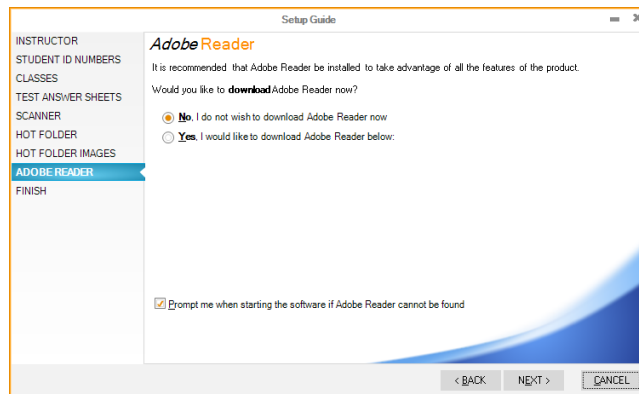 Setup Guide
INSTRUCTOR
STUDENT ID NUMBERS
CLASSES
TEST ANSWER SHEETS
SCANNER
HOT FOLDER
HOT FOLDER IMAGES
ADOBE READER
FINISH
Adobe Reader
It is recommended that Adobe Reader be installed to take advantage of all the features of the product.
Would you like to download Adobe Reader now?
No, I do not wish to download Adobe Reader now
Yes, I would like to download Adobe Reader below:
Prompt me when starting the software if Adobe Reader cannot be found
< BACK
NEXT >
CANCEL